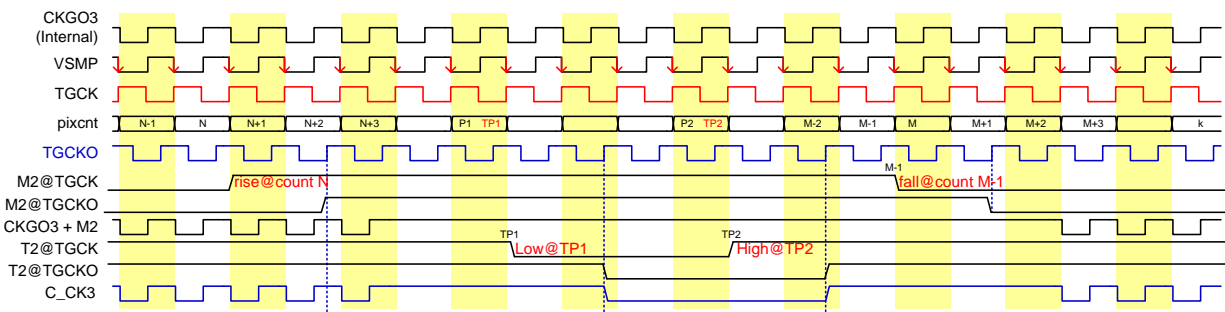 CKGO3
(Internal)
VSMP
TGCK
pixcnt N-1 N N+1 N+2 N+3 P1 TP1 P2 TP2 M-2 M-1 M M+1 M+2 M+3 k
TGCKO
M2@TGCK rise@count N M-1 fall@count M-1
M2@TGCKO
CKGO3 + M2
TP1 TP2
T2@TGCK Low@TP1 High@TP2
T2@TGCKO
C_CK3